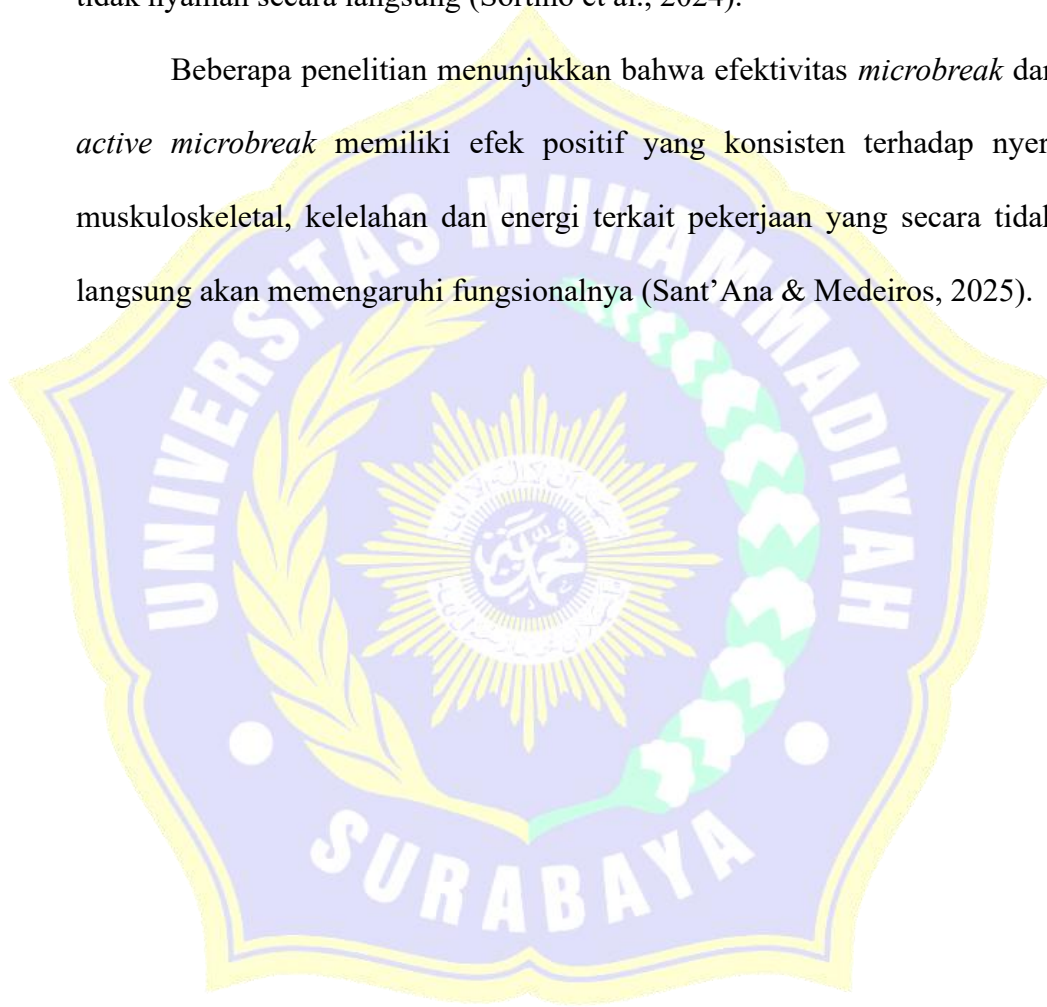 tidak nyaman secara langsung (Sortino et al., 2024).
Beberapa penelitian menunjukkan bahwa efektivitas microbreak dan
active microbreak memiliki efek positif yang konsisten terhadap nyeri
muskuloskeletal, kelelahan dan energi terkait pekerjaan yang secara tidak
langsung akan memengaruhi fungsionalnya (Sant’Ana & Medeiros, 2025).
UNIVERSITAS MUHAMMADIYAH
SURABAYA